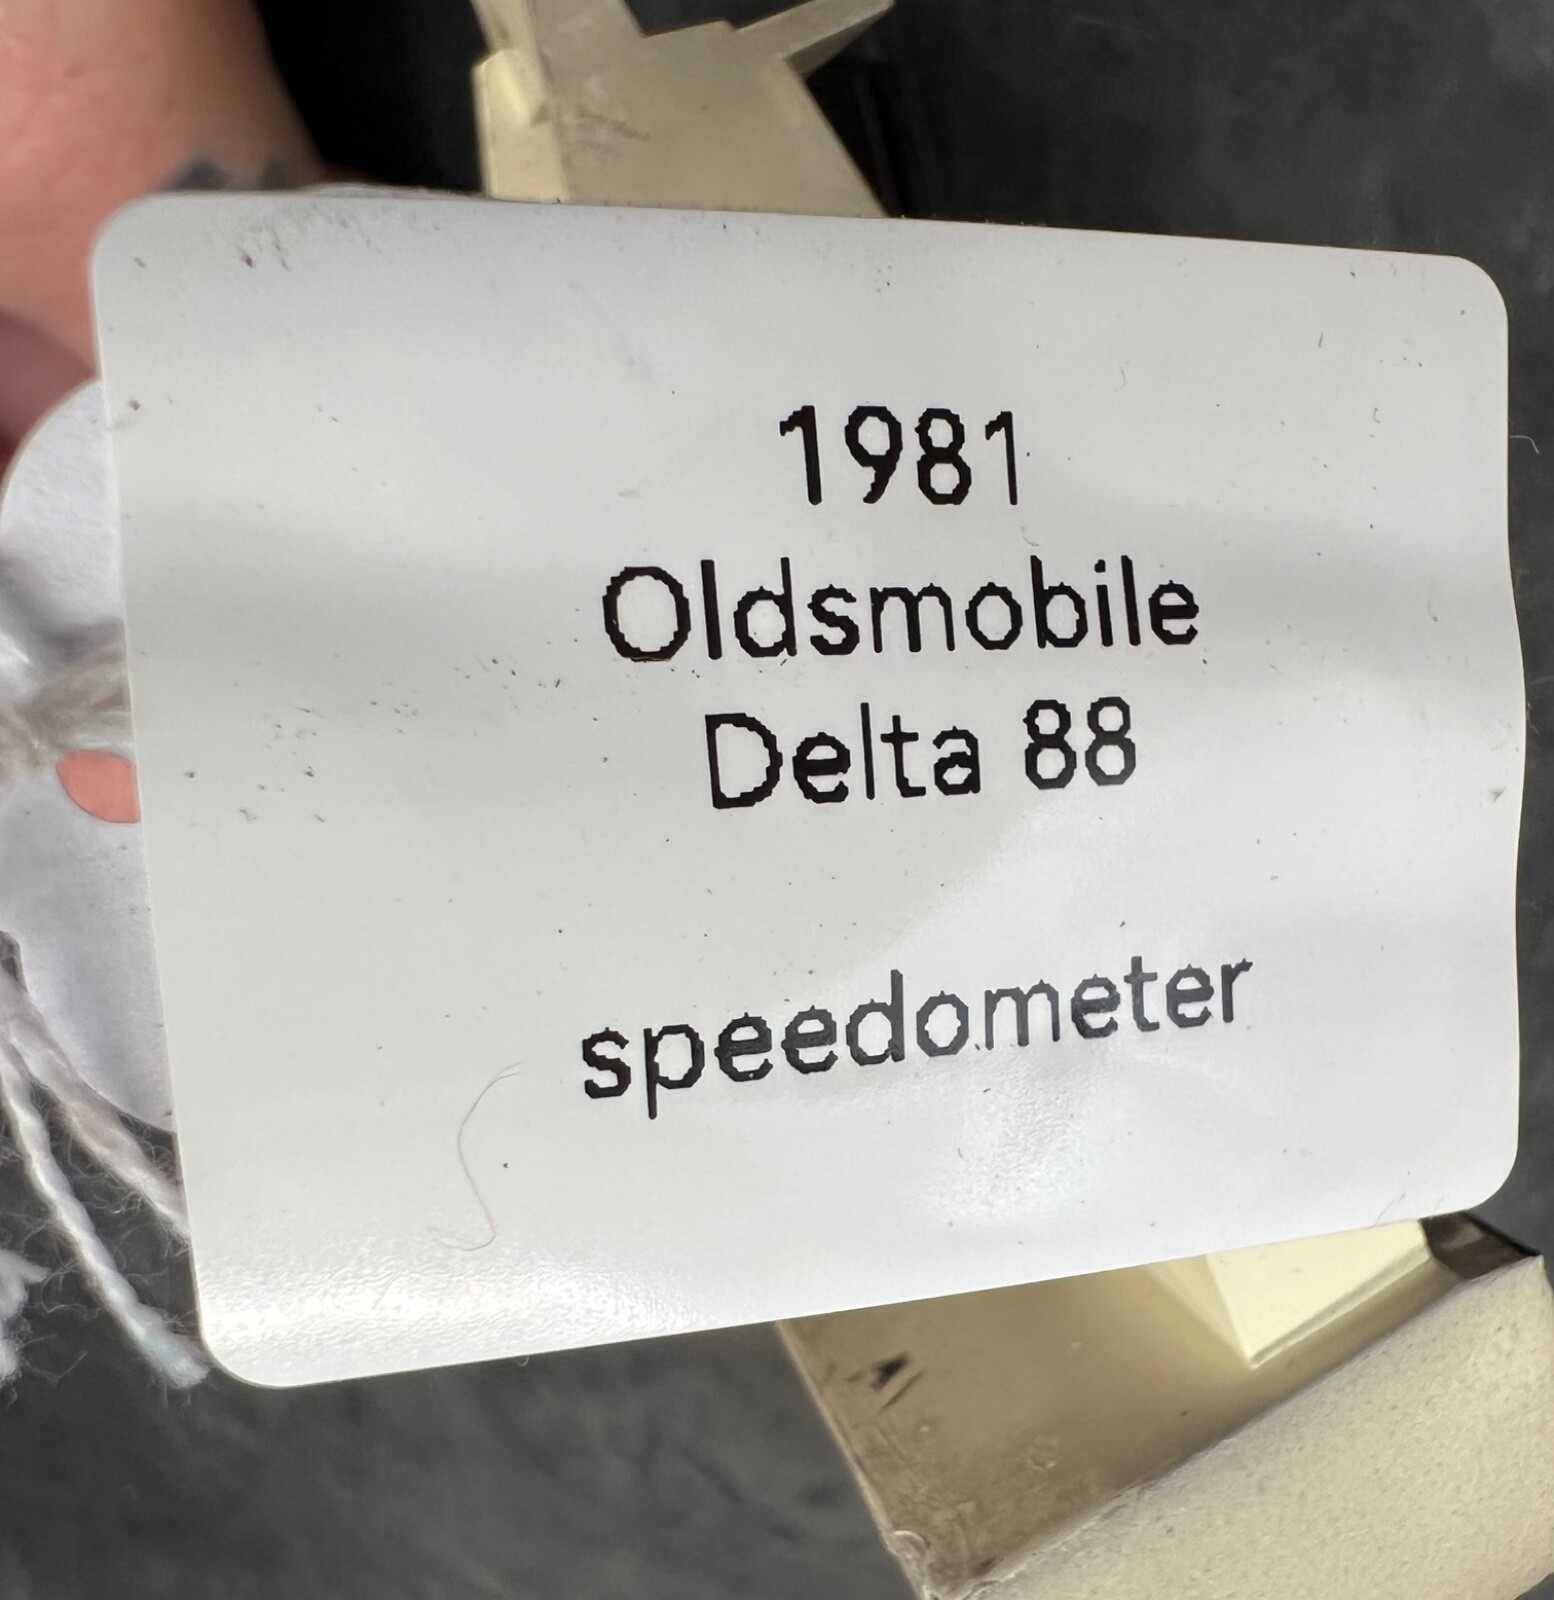 1981
Oldsmobile
Delta 88
speedometer